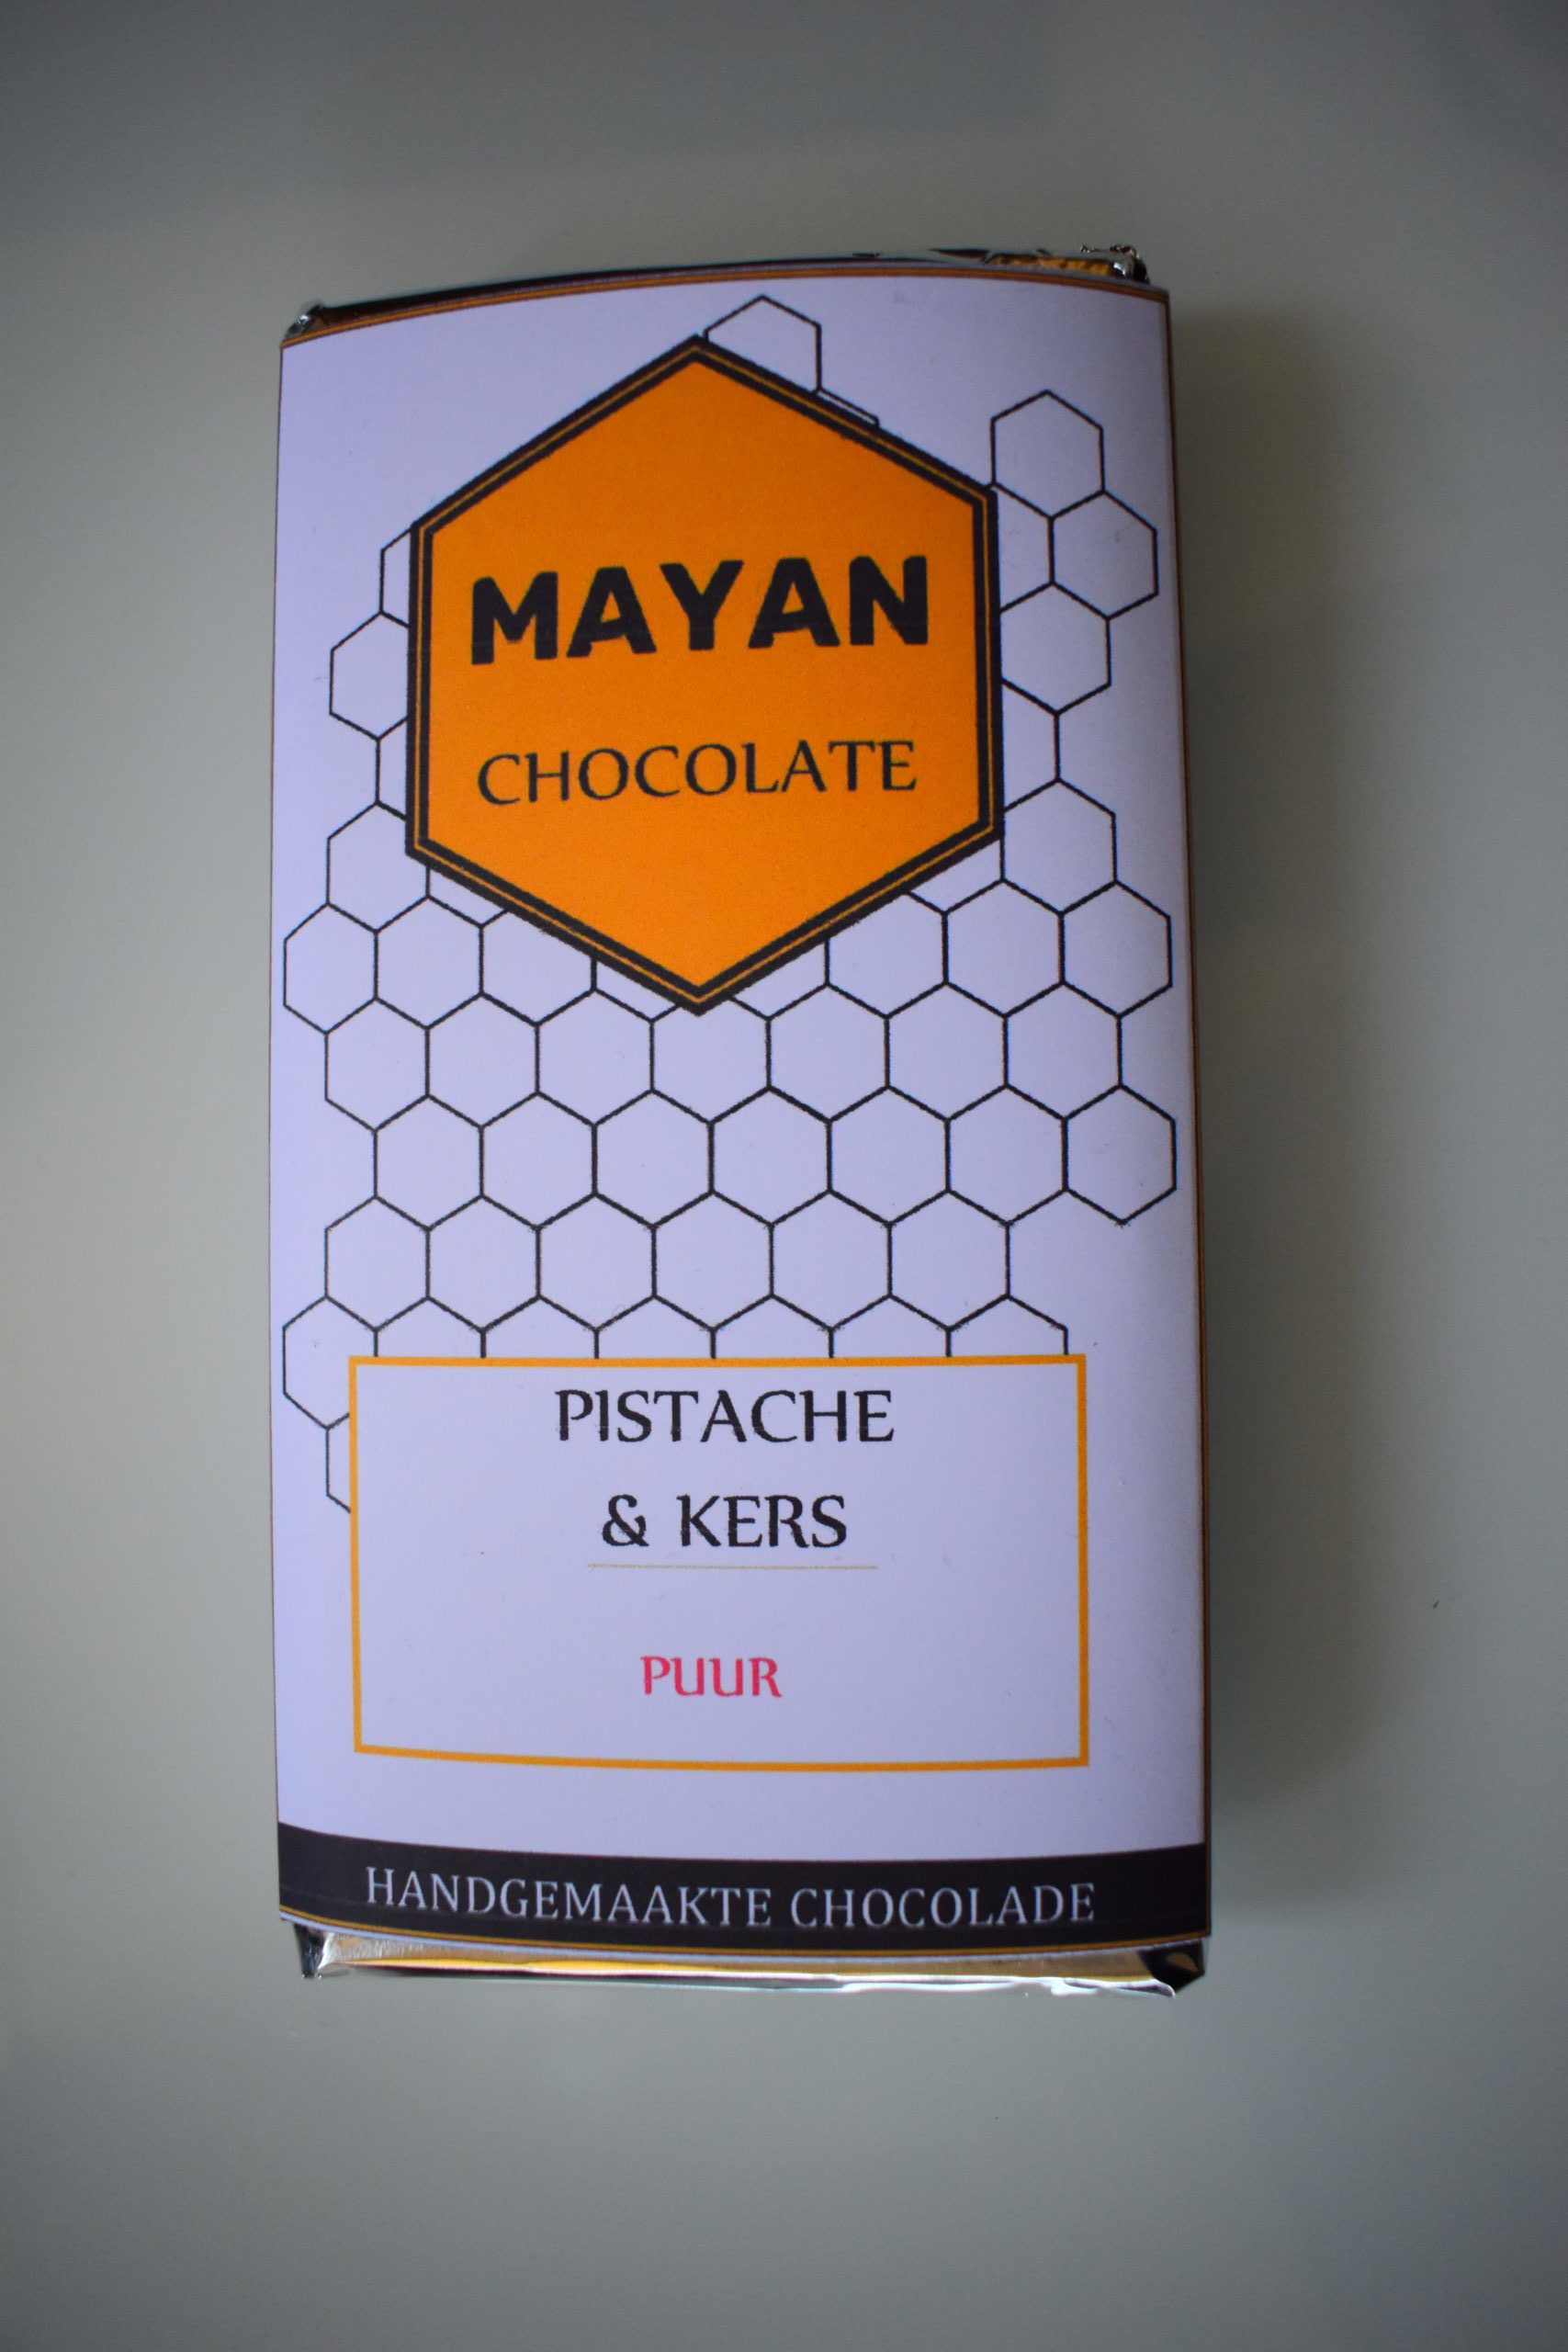 MAYAN
CHOCOLATE
PISTACHE
& KERS
PUUR
HANDGEMAAKTE CHOCOLADE